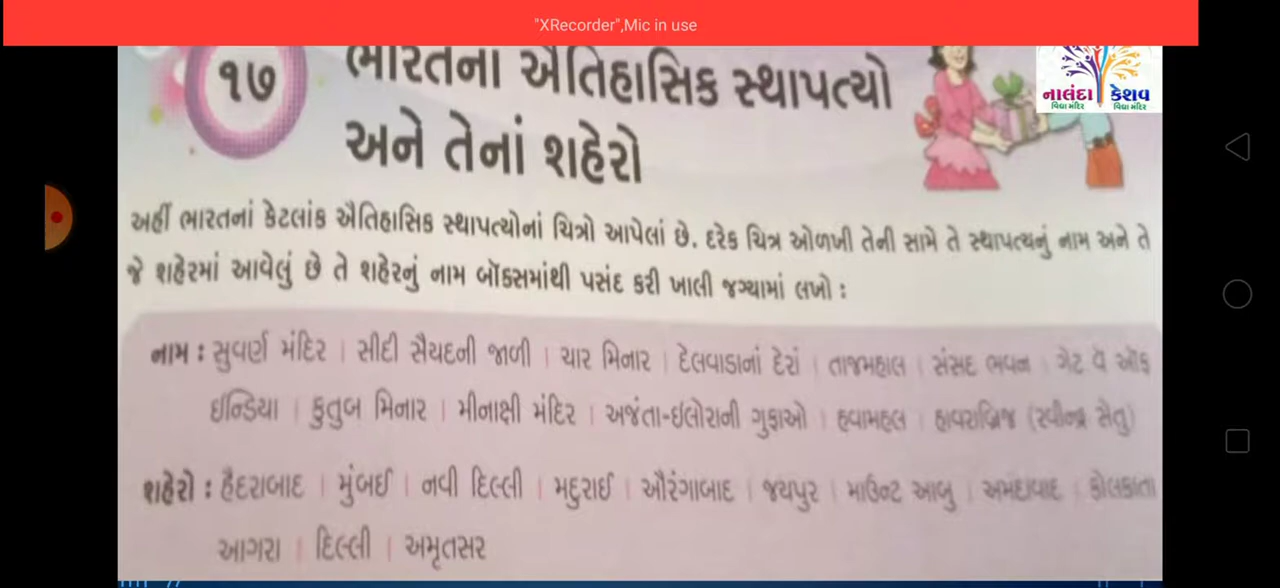 "XRecorder",Mic in use
૧૭
ભારતના ઐતિહાસિક સ્થાપત્યો
અને તેનાં શહેરો
નાલંદા કેશવ
વિદ્યા મંદિર વિદ્યા મંદિર
અહીં ભારતનાં કેટલાંક ઐતિહાસિક સ્થાપત્યોનાં ચિત્રો આપેલાં છે. દરેક ચિત્ર ઓળખી તેની સામે તે સ્થાપત્યનું નામ અને તે
જે શહેરમાં આવેલું છે તે શહેરનું નામ બૉક્સમાંથી પસંદ કરી ખાલી જગ્યામાં લખો :
નામ : સુવર્ણ મંદિર | સીદી સૈયદની જાળી | ચાર મિનાર | દેલવાડાનાં દેરાં | તાજમહાલ | સંસદ ભવન | ગેટ વે ઑફ
ઇન્ડિયા | કુતુબ મિનાર | મીનાક્ષી મંદિર | અજંતા-ઈલોરાની ગુફાઓ | હવામહલ | હાવરાબ્રિજ (રવીન્દ્ર સેતુ)
શહેરો : હૈદરાબાદ | મુંબઈ | નવી દિલ્લી | મદુરાઈ | ઔરંગાબાદ | જયપુર | માઉન્ટ આબુ | અમદાવાદ | કોલકાતા
આગરા | દિલ્લી | અમૃતસર